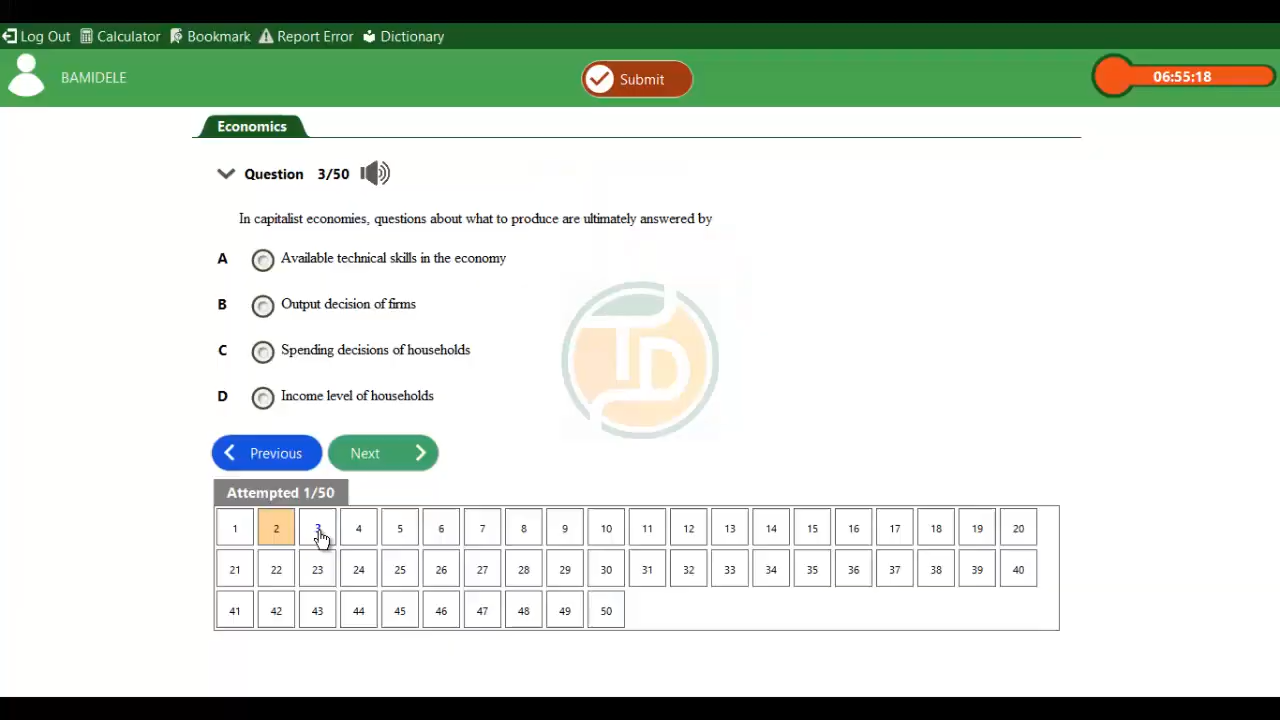 Log Out Calculator Bookmark Report Error Dictionary
BAMIDELE
Submit
06:55:18
Economics
Question 3/50
In capitalist economies, questions about what to produce are ultimately answered by
A Available technical skills in the economy
B Output decision of firms
C Spending decisions of households
D Income level of households
TD
Previous Next
Attempted 1/50
1 2 3 4 5 6 7 8 9 10 11 12 13 14 15 16 17 18 19 20
21 22 23 24 25 26 27 28 29 30 31 32 33 34 35 36 37 38 39 40
41 42 43 44 45 46 47 48 49 50